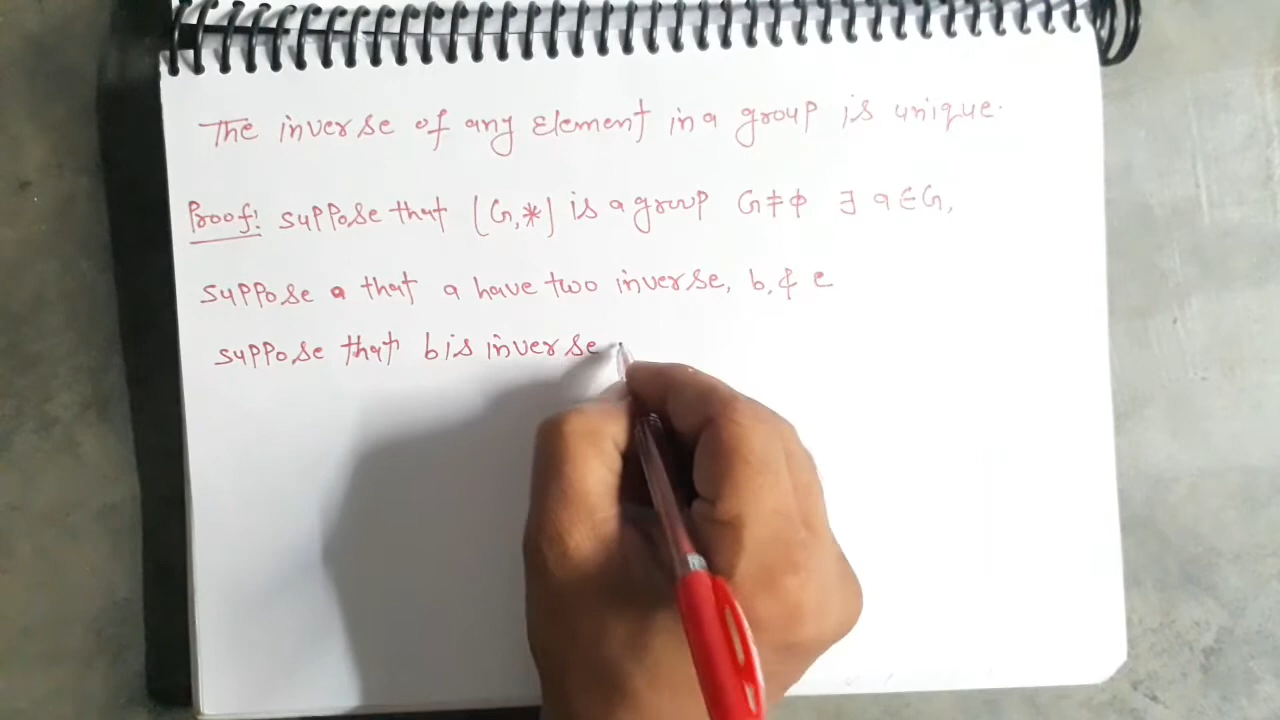 The inverse of any Element in a group is unique.
Proof: suppose that (G,*) is a group G≠ϕ ∃ a∈G,
suppose a that a have two inverse, b, & c
suppose that b is inverse